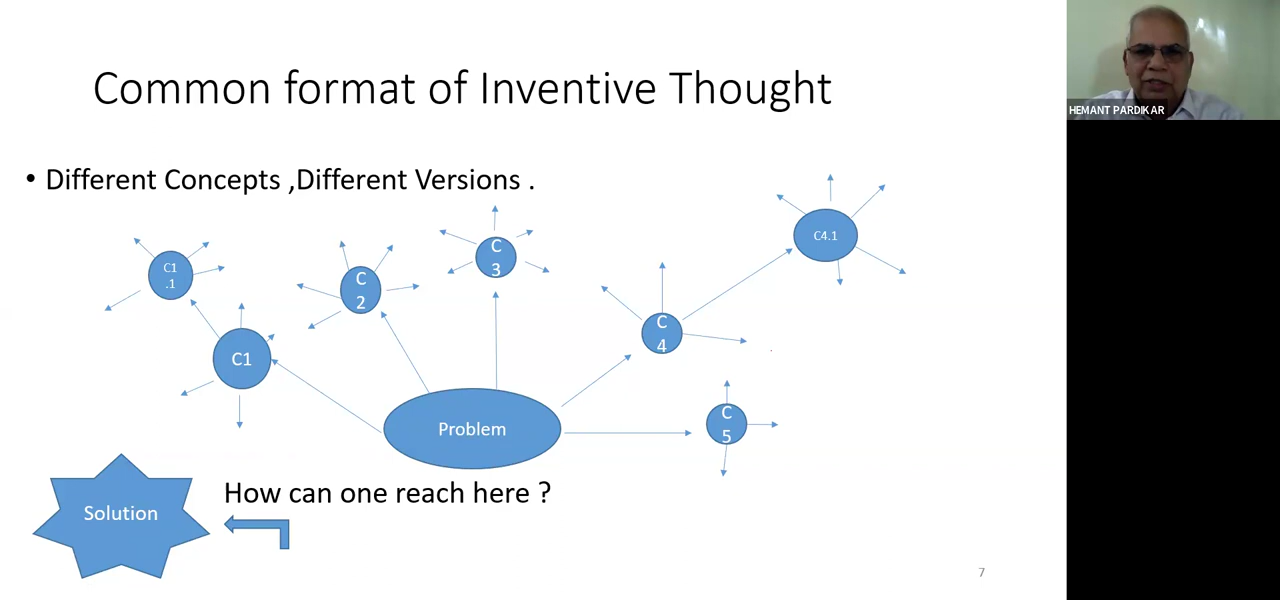 Common format of Inventive Thought
HEMANT PARDIKAR
• Different Concepts ,Different Versions .
C1
.1
C
2
C
3
C4.1
C1
C
4
C
5
Problem
Solution
How can one reach here ?
7